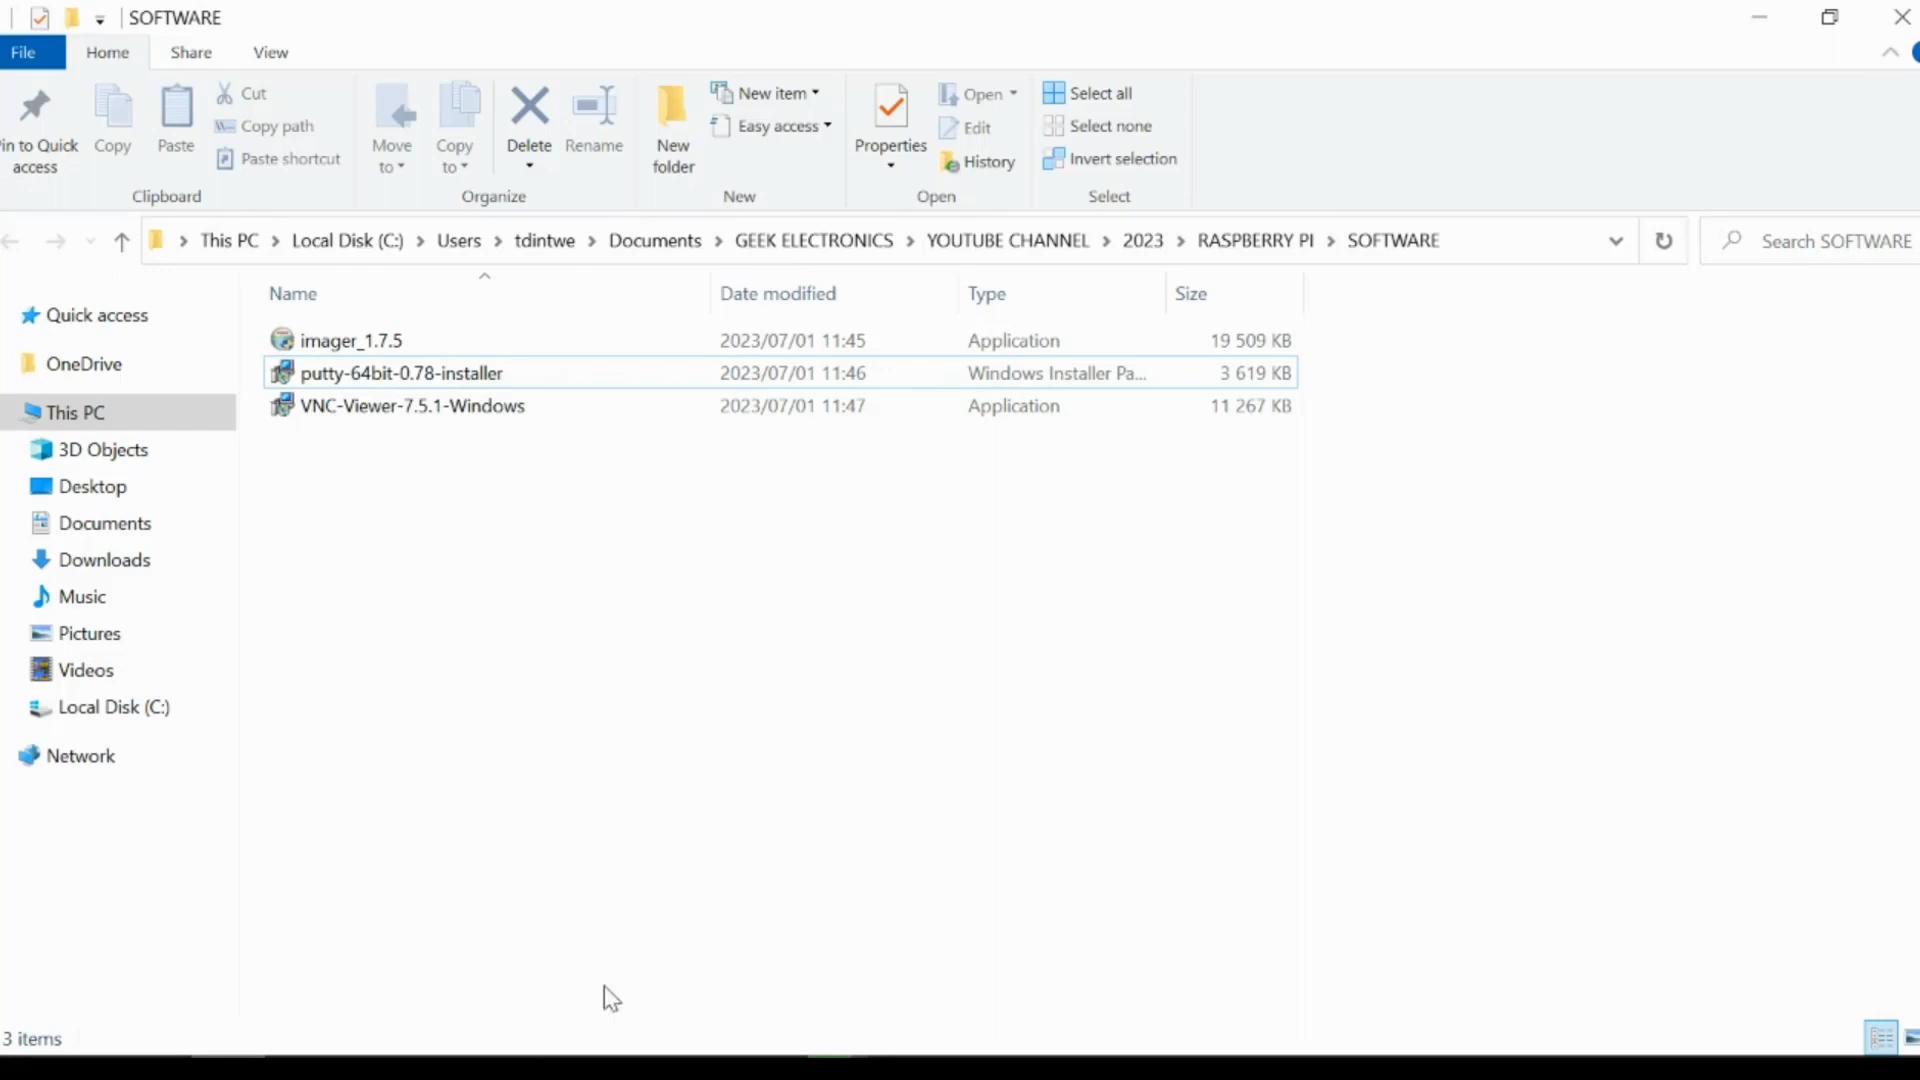 SOFTWARE
File Home Share View
Pin to Quick access
Copy
Paste
Cut
Copy path
Paste shortcut
Clipboard
Move to
Copy to
Delete
Rename
Organize
New folder
New item
Easy access
New
Properties
Open
Edit
History
Open
Select all
Select none
Invert selection
Select
This PC > Local Disk (C:) > Users > tdintwe > Documents > GEEK ELECTRONICS > YOUTUBE CHANNEL > 2023 > RASPBERRY PI > SOFTWARE
Search SOFTWARE
Quick access
OneDrive
This PC
3D Objects
Desktop
Documents
Downloads
Music
Pictures
Videos
Local Disk (C:)
Network
Name Date modified Type Size
imager_1.7.5 2023/07/01 11:45 Application 19 509 KB
putty-64bit-0.78-installer 2023/07/01 11:46 Windows Installer Pa... 3 619 KB
VNC-Viewer-7.5.1-Windows 2023/07/01 11:47 Application 11 267 KB
3 items